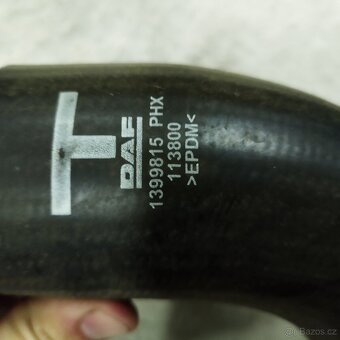 T
DAF
1399815 PHX
113800
>EPDM<
Bazos.cz